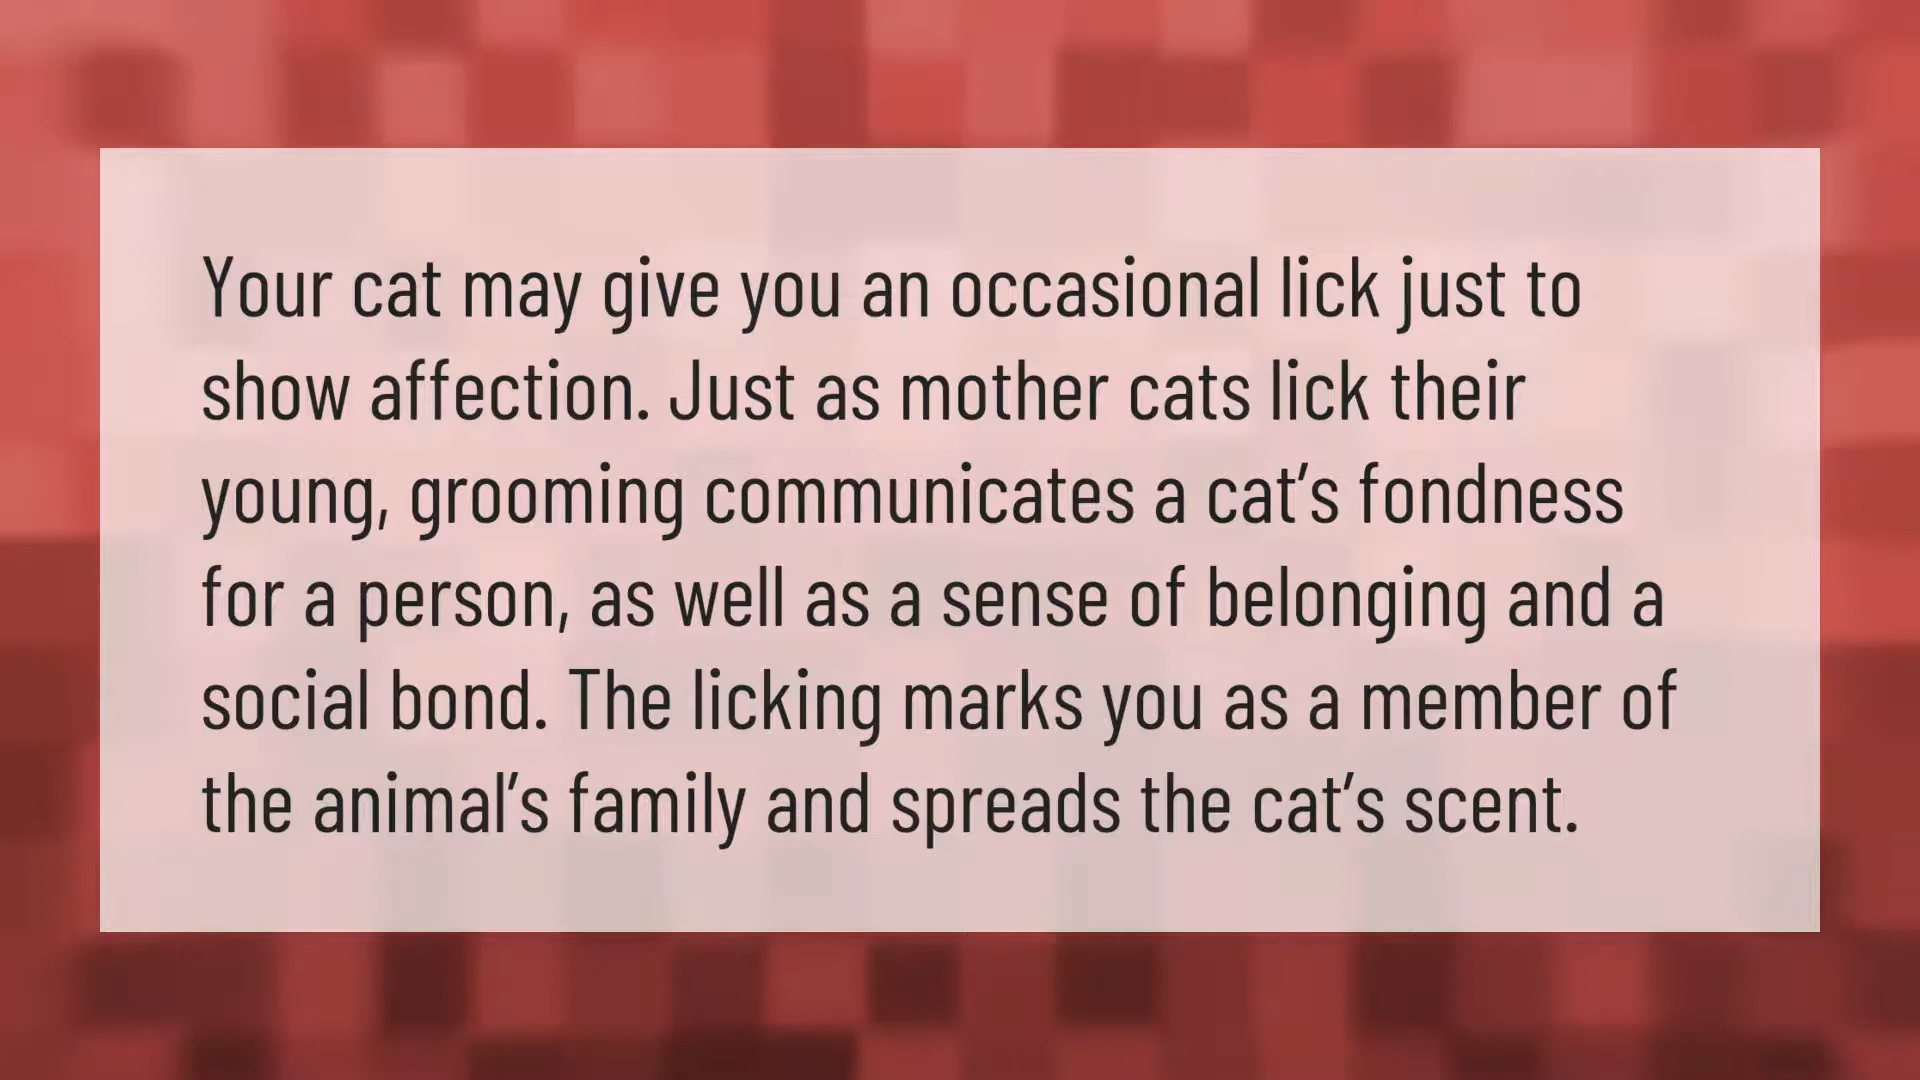 Your cat may give you an occasional lick just to
show affection. Just as mother cats lick their
young, grooming communicates a cat’s fondness
for a person, as well as a sense of belonging and a
social bond. The licking marks you as a member of
the animal’s family and spreads the cat’s scent.